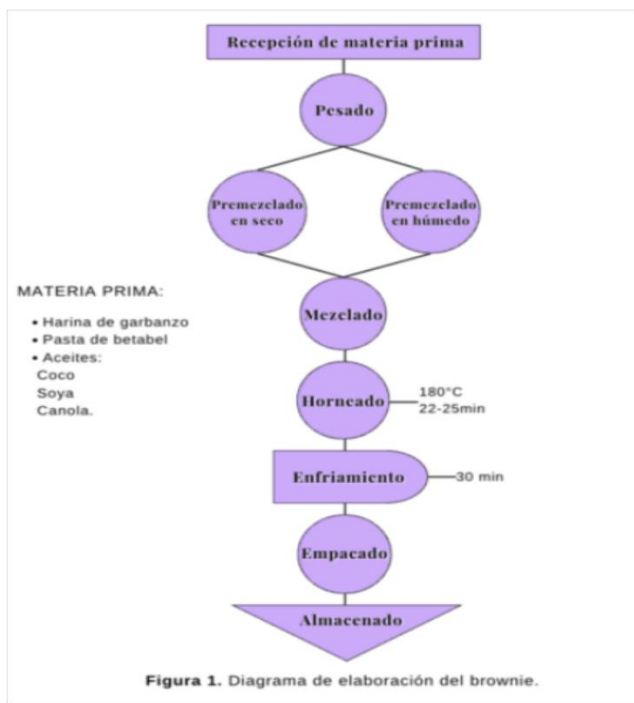 Recepción de materia prima
Pesado
Premezclado
en seco
Premezclado
en húmedo
MATERIA PRIMA:
• Harina de garbanzo
• Pasta de betabel
• Aceites:
Coco
Soya
Canola.
Mezclado
Horneado
180°C
22-25min
Enfriamiento
30 min
Empacado
Almacenado
Figura 1. Diagrama de elaboración del brownie.